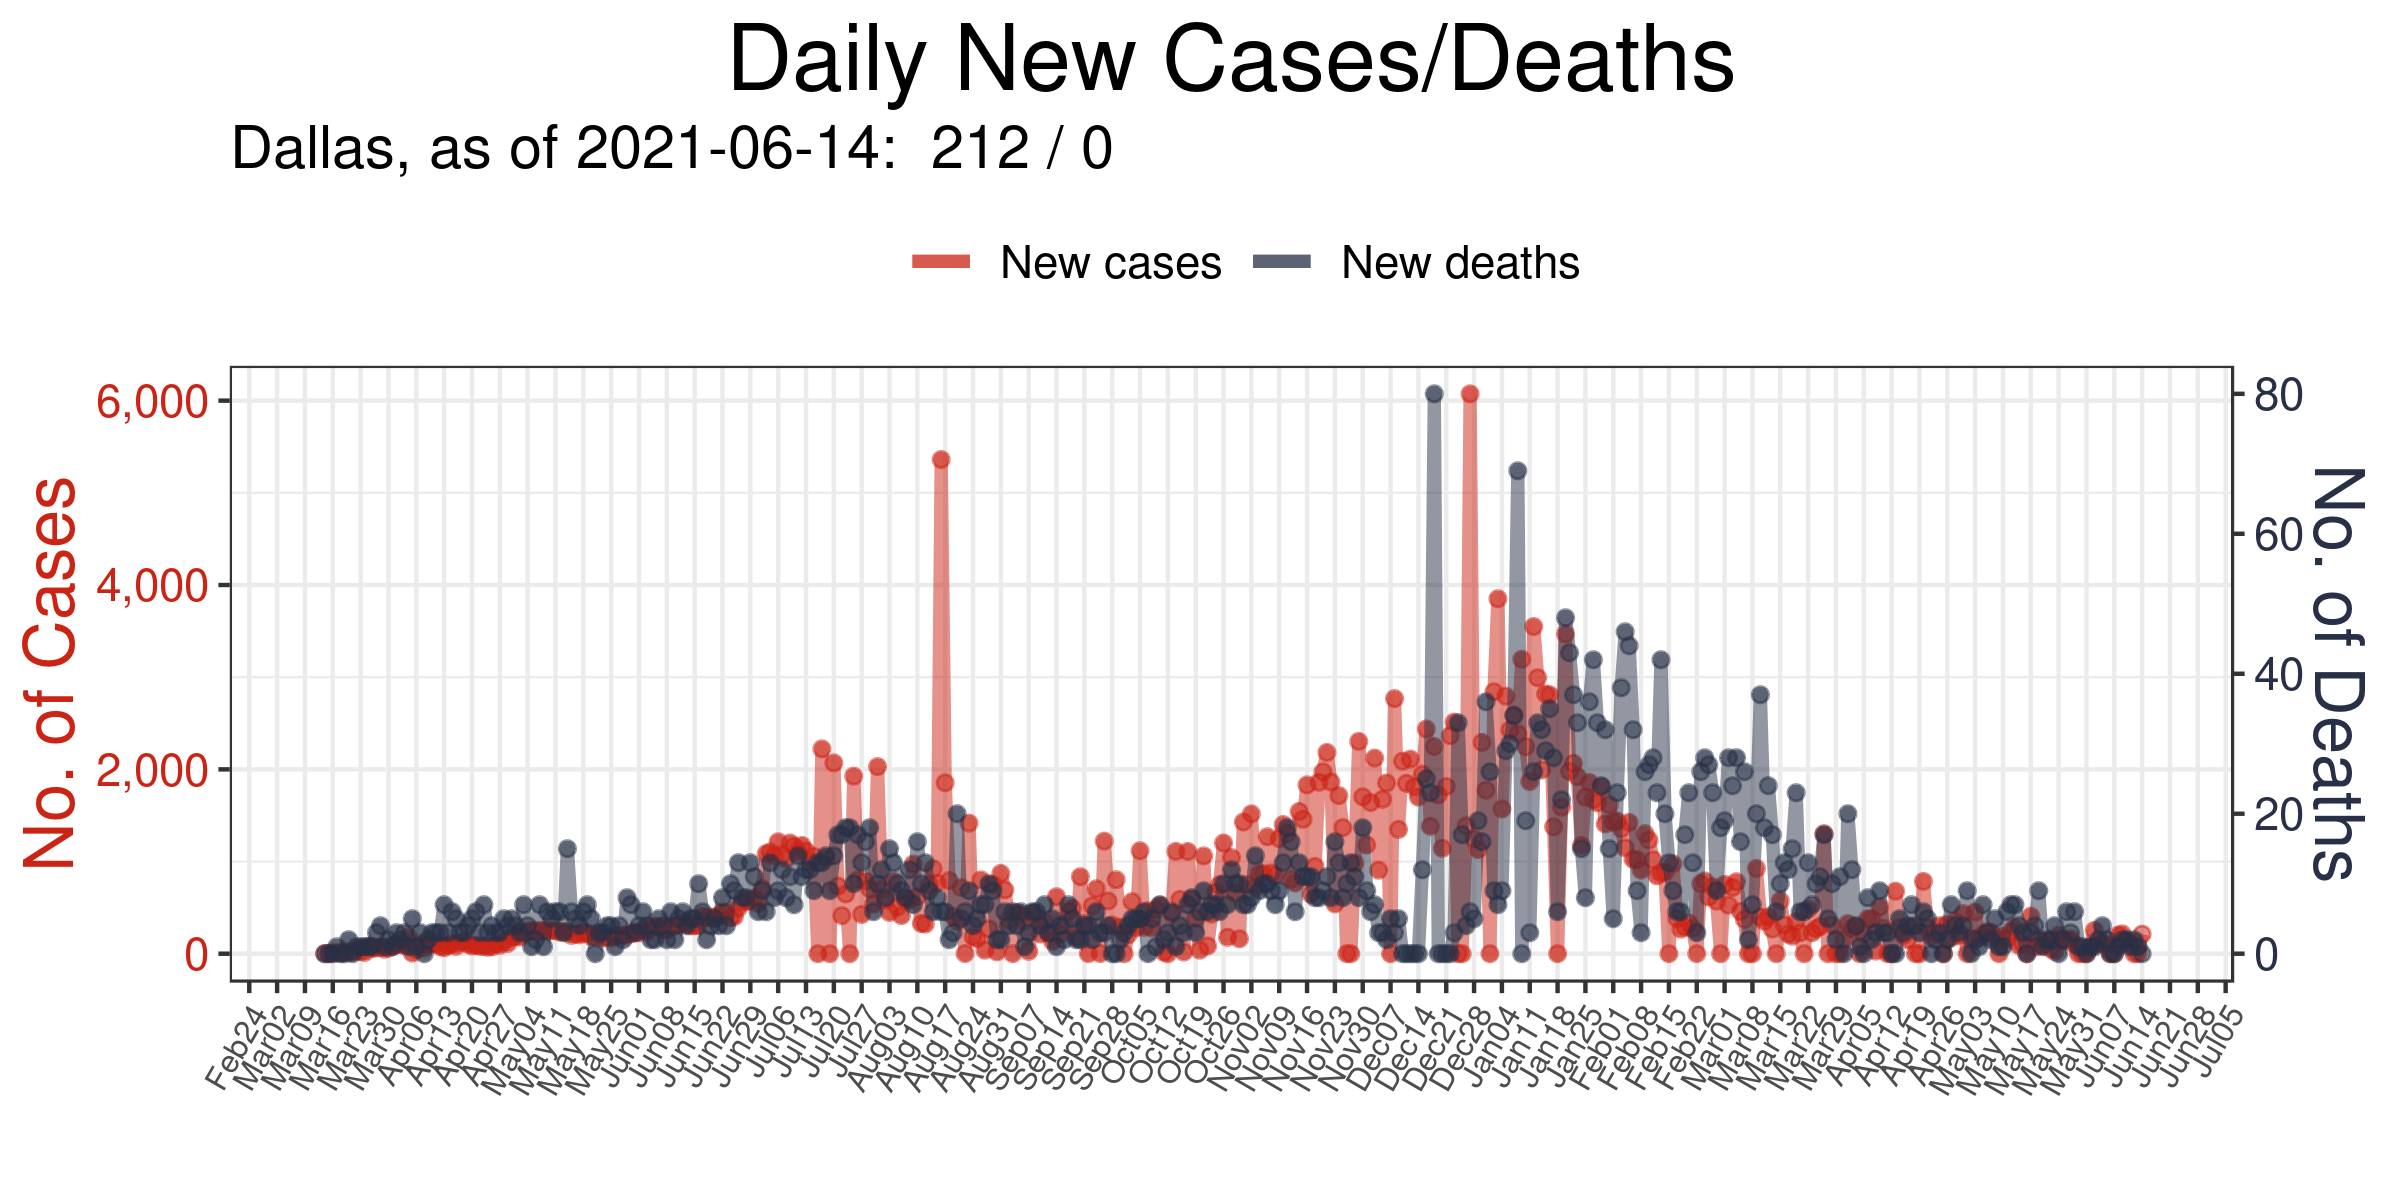 Daily New Cases/Deaths
Dallas, as of 2021-06-14:  212 / 0
New cases
New deaths
No. of Cases
6,000
4,000
2,000
0
80
60
40
20
0
No. of Deaths
Feb24
Mar02
Mar09
Mar16
Mar23
Mar30
Apr06
Apr13
Apr20
Apr27
May04
May11
May18
May25
Jun01
Jun08
Jun15
Jun22
Jun29
Jul06
Jul13
Jul20
Jul27
Aug03
Aug10
Aug17
Aug24
Aug31
Sep07
Sep14
Sep21
Sep28
Oct05
Oct12
Oct19
Oct26
Nov02
Nov09
Nov16
Nov23
Nov30
Dec07
Dec14
Dec21
Dec28
Jan04
Jan11
Jan18
Jan25
Feb01
Feb08
Feb15
Feb22
Mar01
Mar08
Mar15
Mar22
Mar29
Apr05
Apr12
Apr19
Apr26
May03
May10
May17
May24
May31
Jun07
Jun14
Jun21
Jun28
Jul05